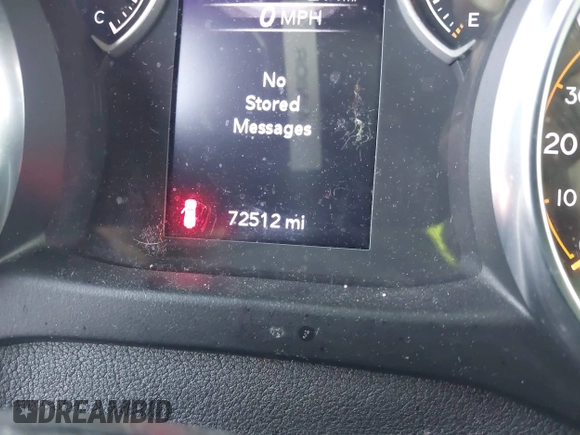 0 MPH
C
E
No
Stored
Messages
30
20
10
72512 mi
DREAMBID